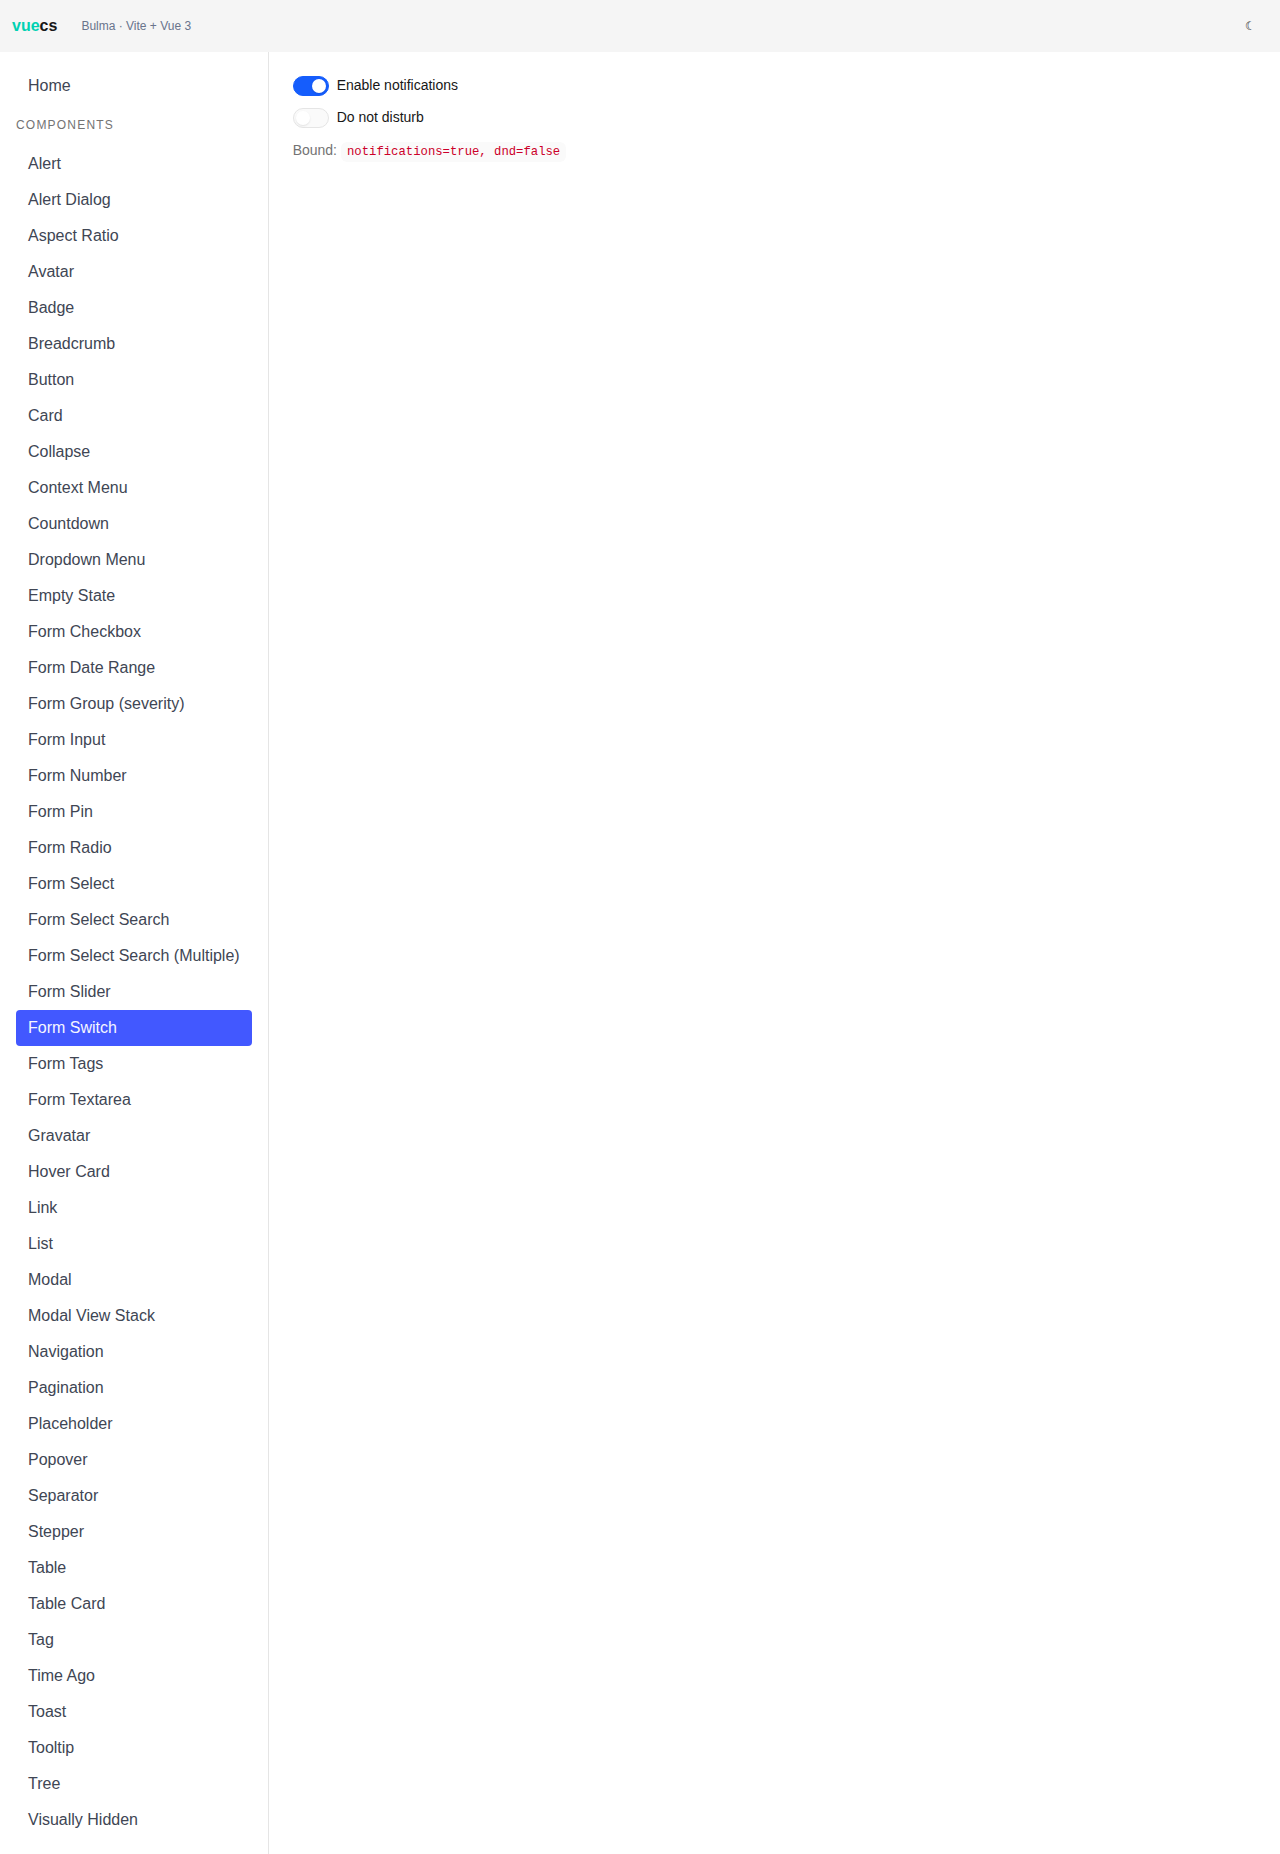 vuecs Bulma · Vite + Vue 3
Home
COMPONENTS
Alert
Alert Dialog
Aspect Ratio
Avatar
Badge
Breadcrumb
Button
Card
Collapse
Context Menu
Countdown
Dropdown Menu
Empty State
Form Checkbox
Form Date Range
Form Group (severity)
Form Input
Form Number
Form Pin
Form Radio
Form Select
Form Select Search
Form Select Search (Multiple)
Form Slider
Form Switch
Form Tags
Form Textarea
Gravatar
Hover Card
Link
List
Modal
Modal View Stack
Navigation
Pagination
Placeholder
Popover
Separator
Stepper
Table
Table Card
Tag
Time Ago
Toast
Tooltip
Tree
Visually Hidden
Enable notifications
Do not disturb
Bound: notifications=true, dnd=false